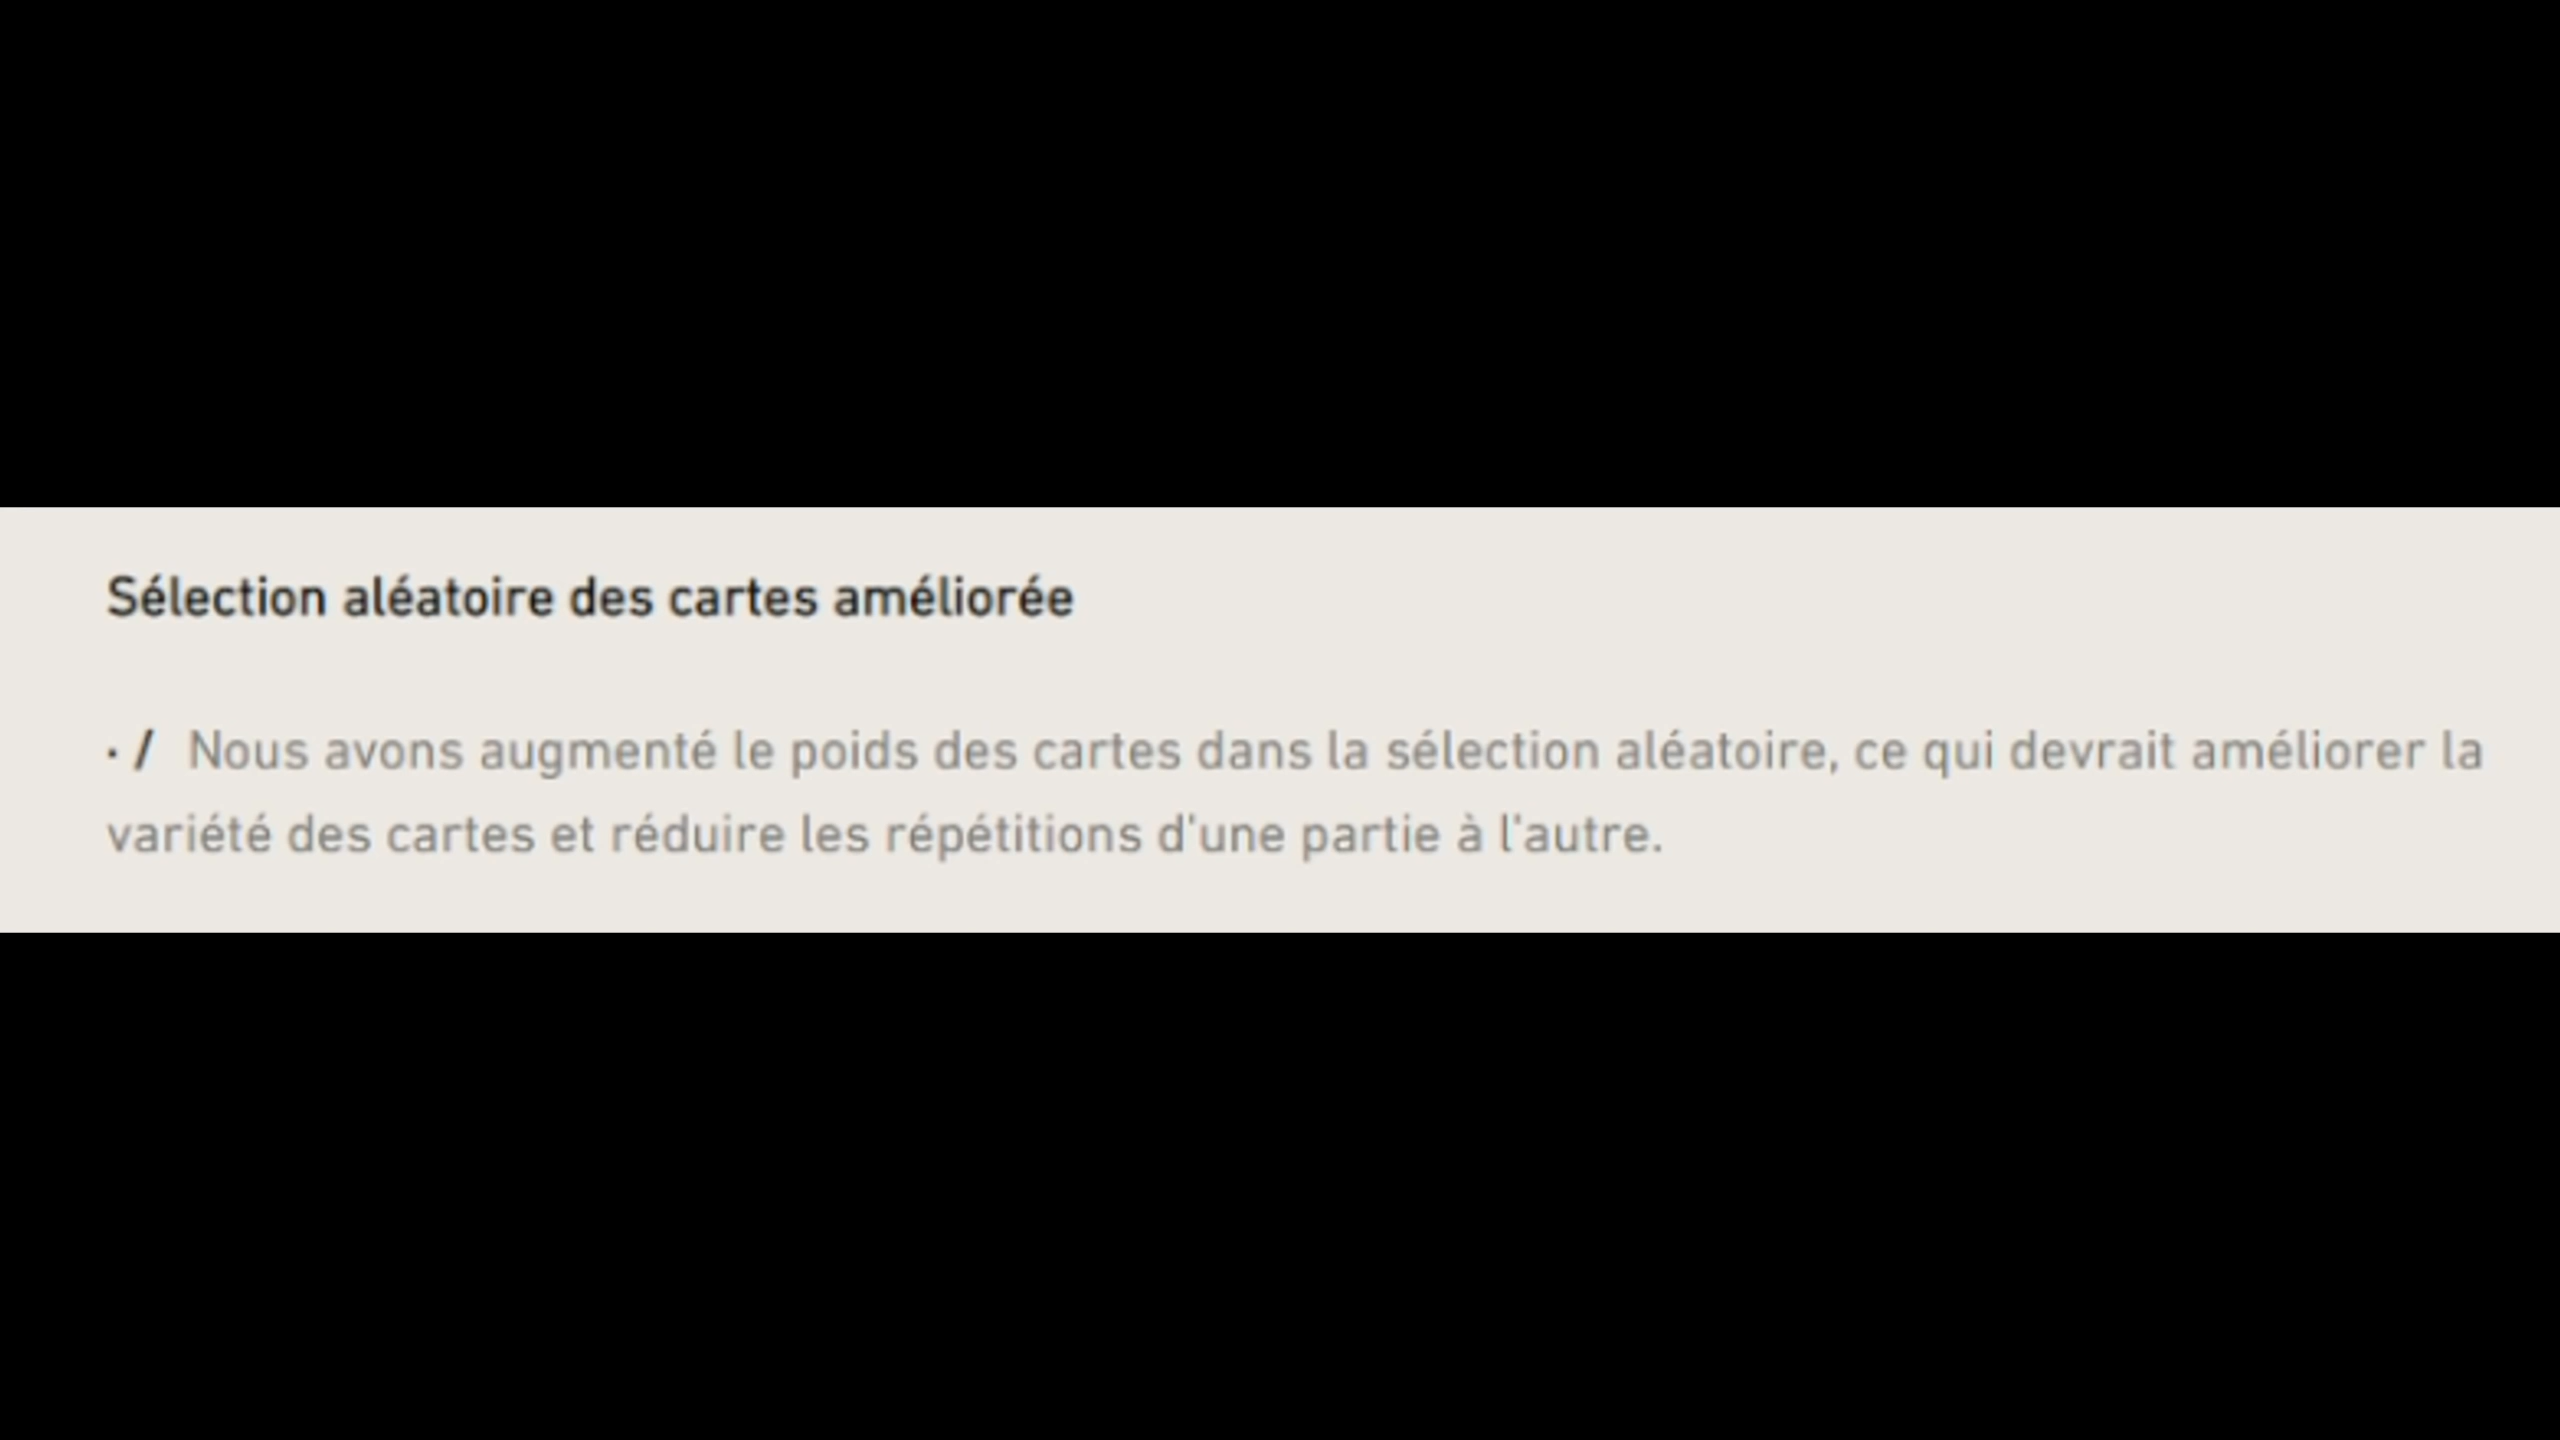 Sélection aléatoire des cartes améliorée
· / Nous avons augmenté le poids des cartes dans la sélection aléatoire, ce qui devrait améliorer la
variété des cartes et réduire les répétitions d'une partie à l'autre.